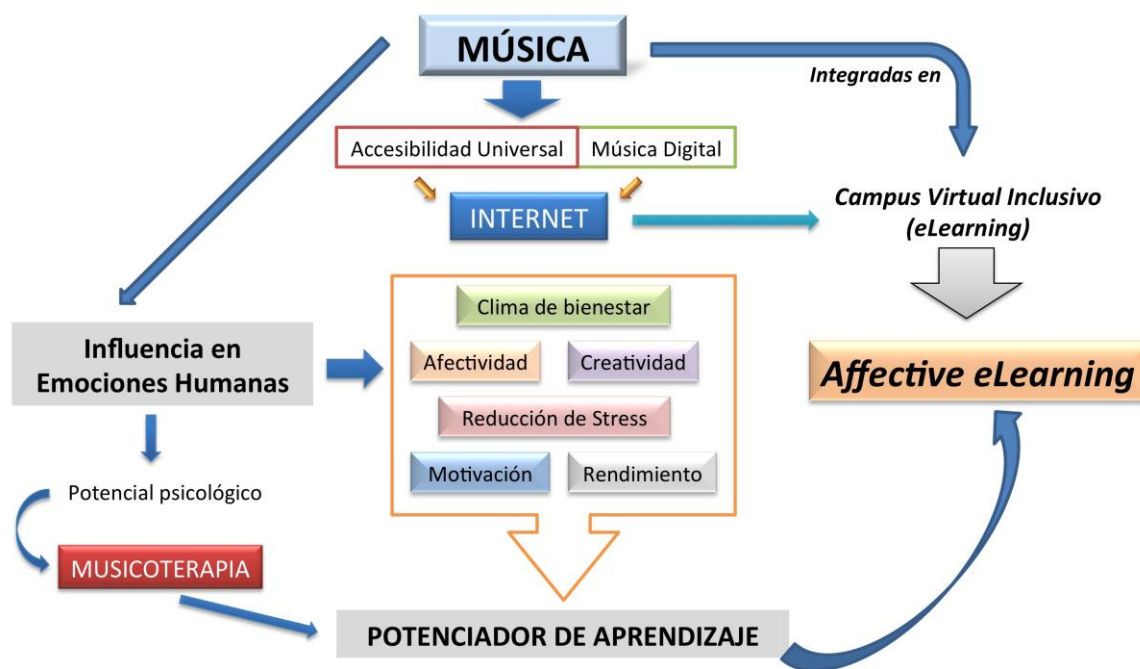 MÚSICA
Integradas en
Accesibilidad Universal
Música Digital
INTERNET
Campus Virtual Inclusivo
(eLearning)
Clima de bienestar
Influencia en
Emociones Humanas
Afectividad
Creatividad
Affective eLearning
Reducción de Stress
Motivación
Rendimiento
Potencial psicológico
MUSICOTERAPIA
POTENCIADOR DE APRENDIZAJE